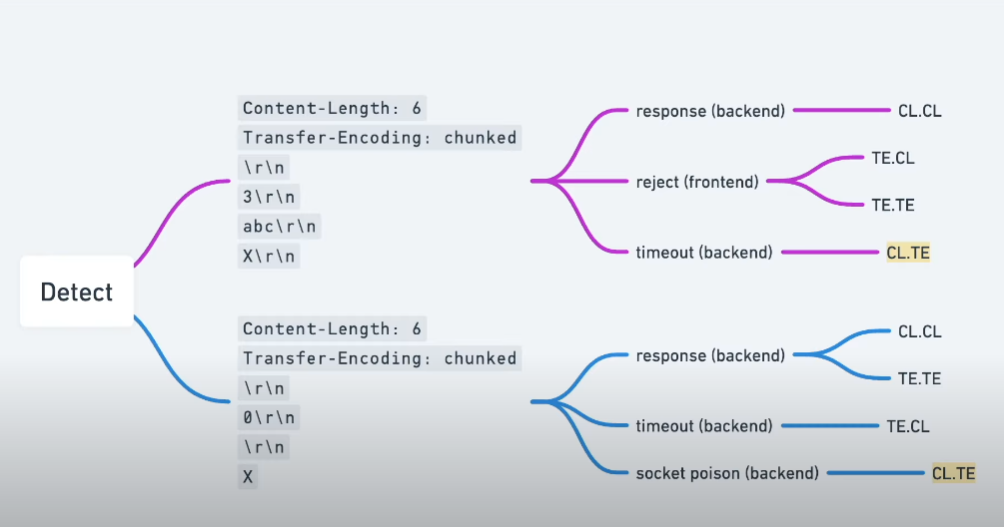 Detect
Content-Length: 6
Transfer-Encoding: chunked
\r\n
3\r\n
abc\r\n
X\r\n
response (backend)
CL.CL
reject (frontend)
TE.CL
TE.TE
timeout (backend)
CL.TE
Content-Length: 6
Transfer-Encoding: chunked
\r\n
0\r\n
\r\n
X
response (backend)
CL.CL
TE.TE
timeout (backend)
TE.CL
socket poison (backend)
CL.TE